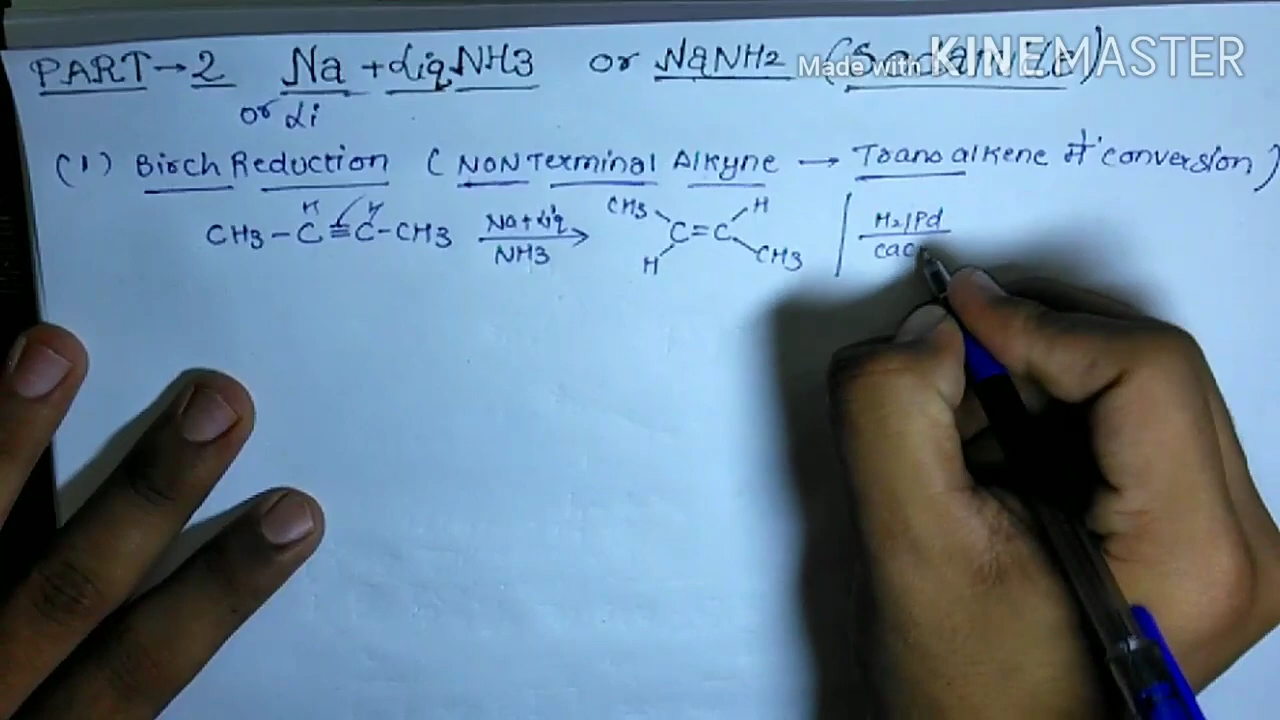 PART → 2 Na + Liq NH3 or NaNH2 (
or Li
Made with KINEMASTER
(1) Birch Reduction ( NON Terminal Alkyne → Trans alkene में conversion )
H H
CH3 - C ≡ C - CH3 Na + Liq NH3 → CH3 H C = C H CH3 | H2/Pd
CaC